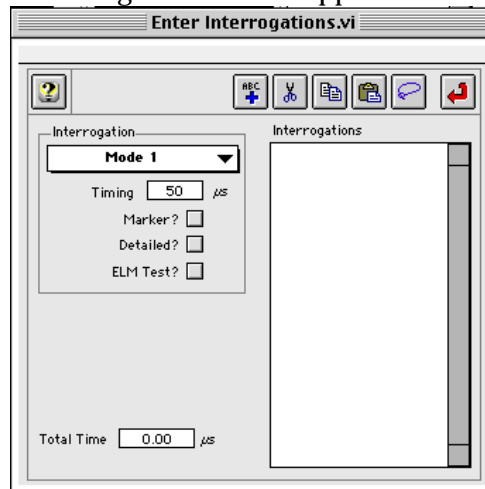 Enter Interrogations.vi
?
ABC
Interrogation
Interrogations
Mode 1
Timing 50 µs
Marker?
Detailed?
ELM Test?
Total Time 0.00 µs